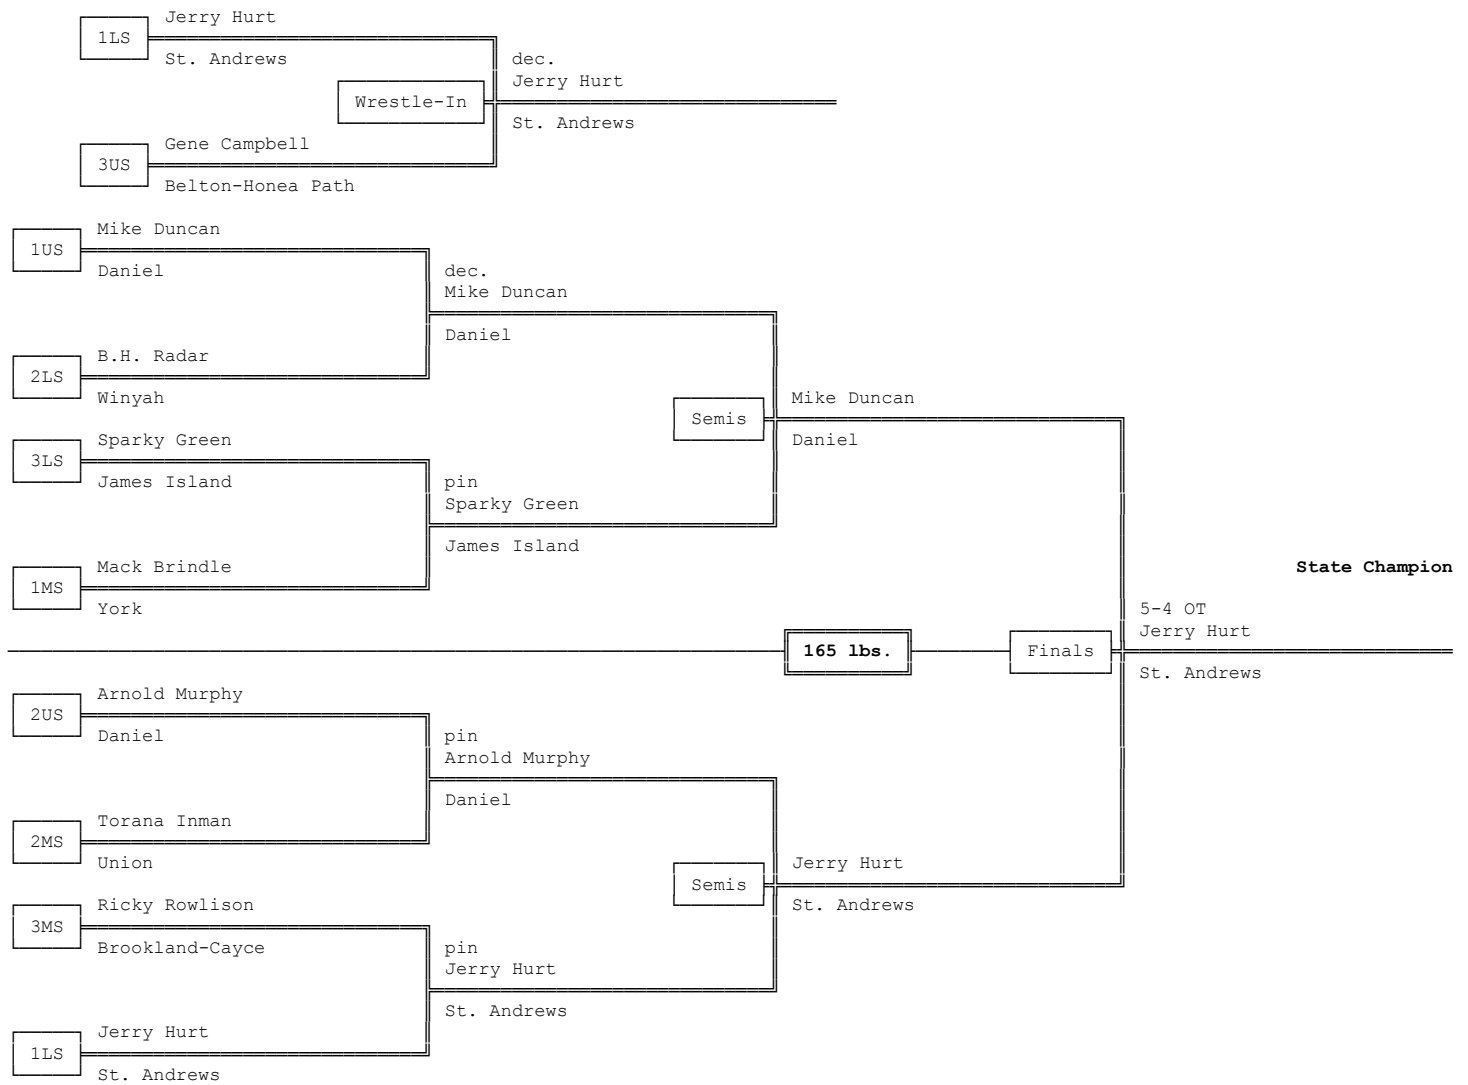 Jerry Hurt
1LS
St. Andrews
dec.
Jerry Hurt
Wrestle-In
St. Andrews
Gene Campbell
3US
Belton-Honea Path
Mike Duncan
1US
Daniel
dec.
Mike Duncan
Daniel
B.H. Radar
2LS
Winyah
Mike Duncan
Semis
Daniel
Sparky Green
3LS
James Island
pin
Sparky Green
James Island
Mack Brindle
1MS
York
State Champion
5-4 OT
Jerry Hurt
165 lbs.
Finals
St. Andrews
Arnold Murphy
2US
Daniel
pin
Arnold Murphy
Daniel
Torana Inman
2MS
Union
Jerry Hurt
Semis
St. Andrews
Ricky Rowlison
3MS
Brookland-Cayce
pin
Jerry Hurt
St. Andrews
Jerry Hurt
1LS
St. Andrews